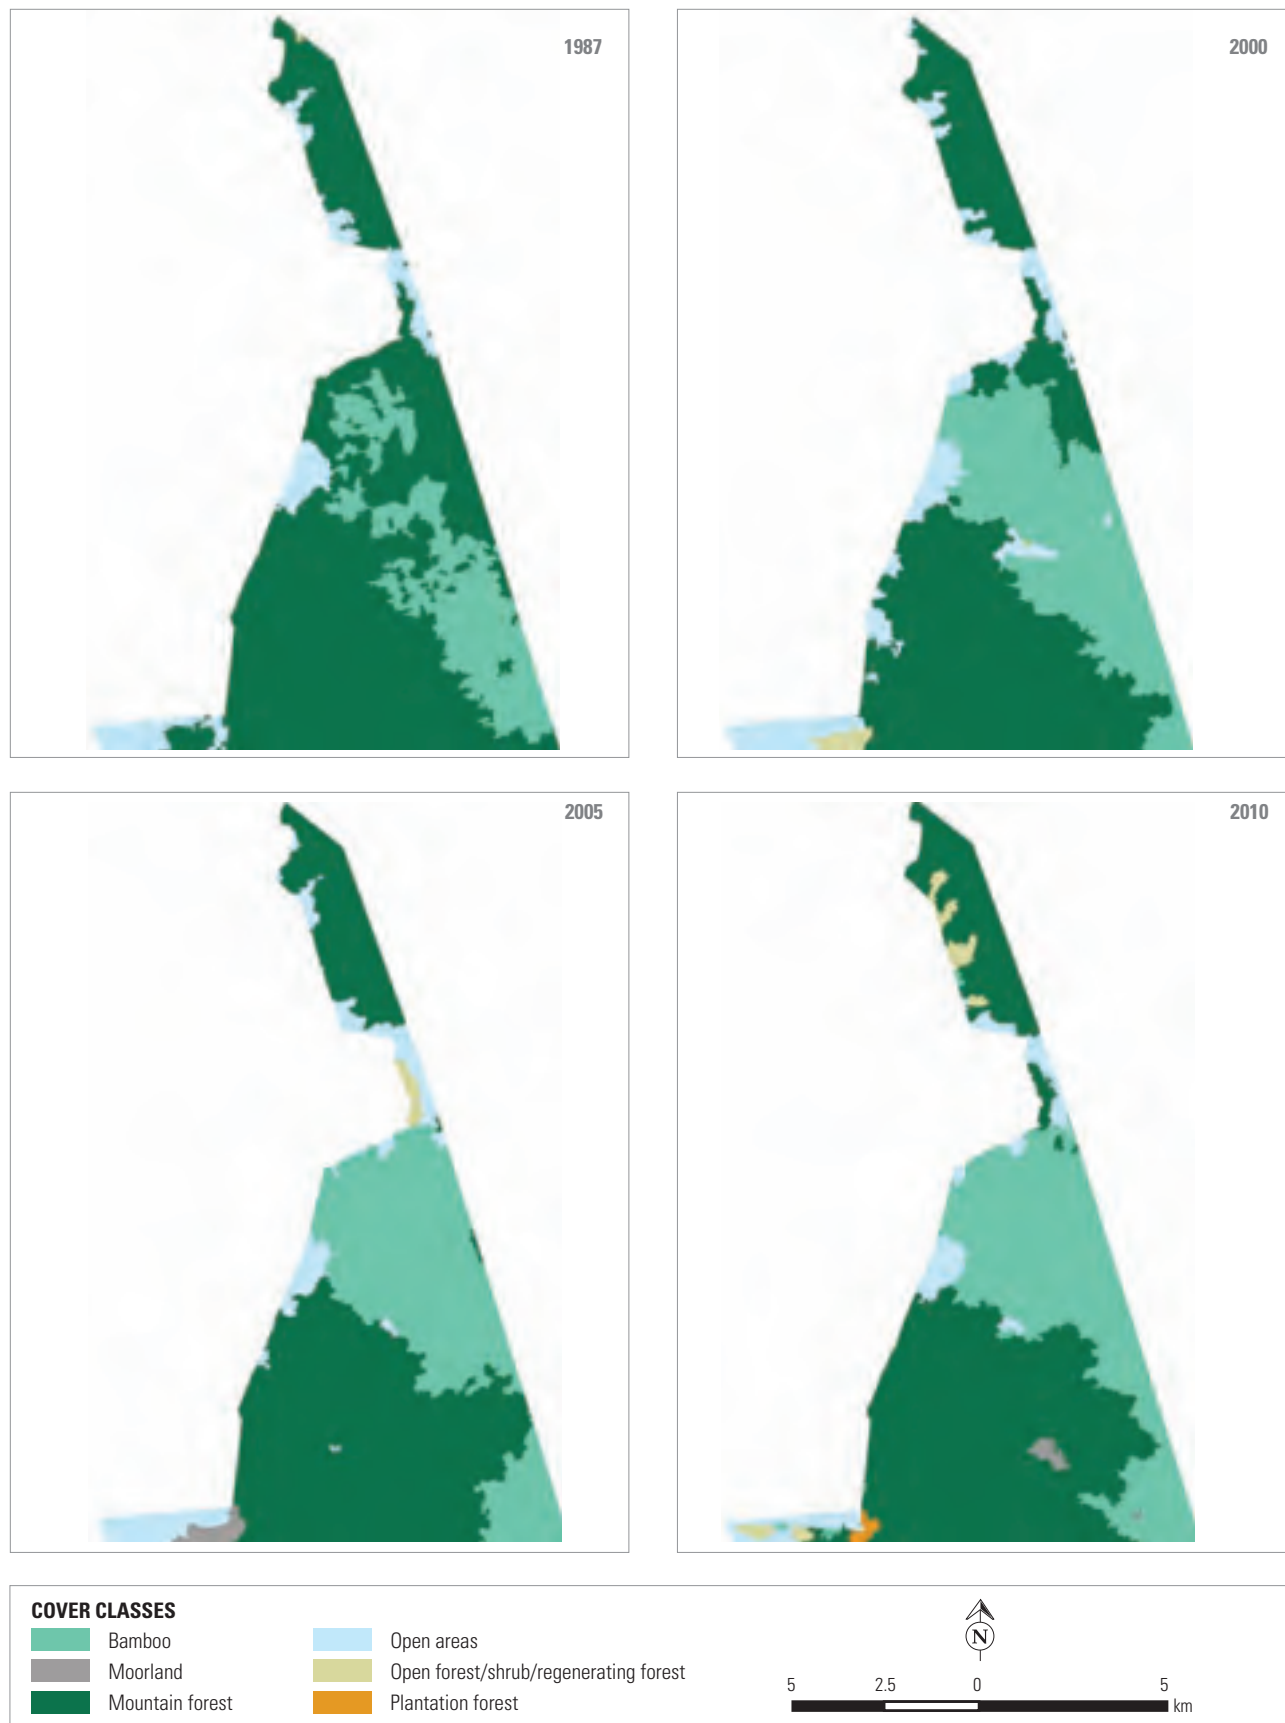 1987
2000
2005
2010
COVER CLASSES
Bamboo
Moorland
Mountain forest
Open areas
Open forest/shrub/regenerating forest
Plantation forest
N
5 2.5 0 5
km